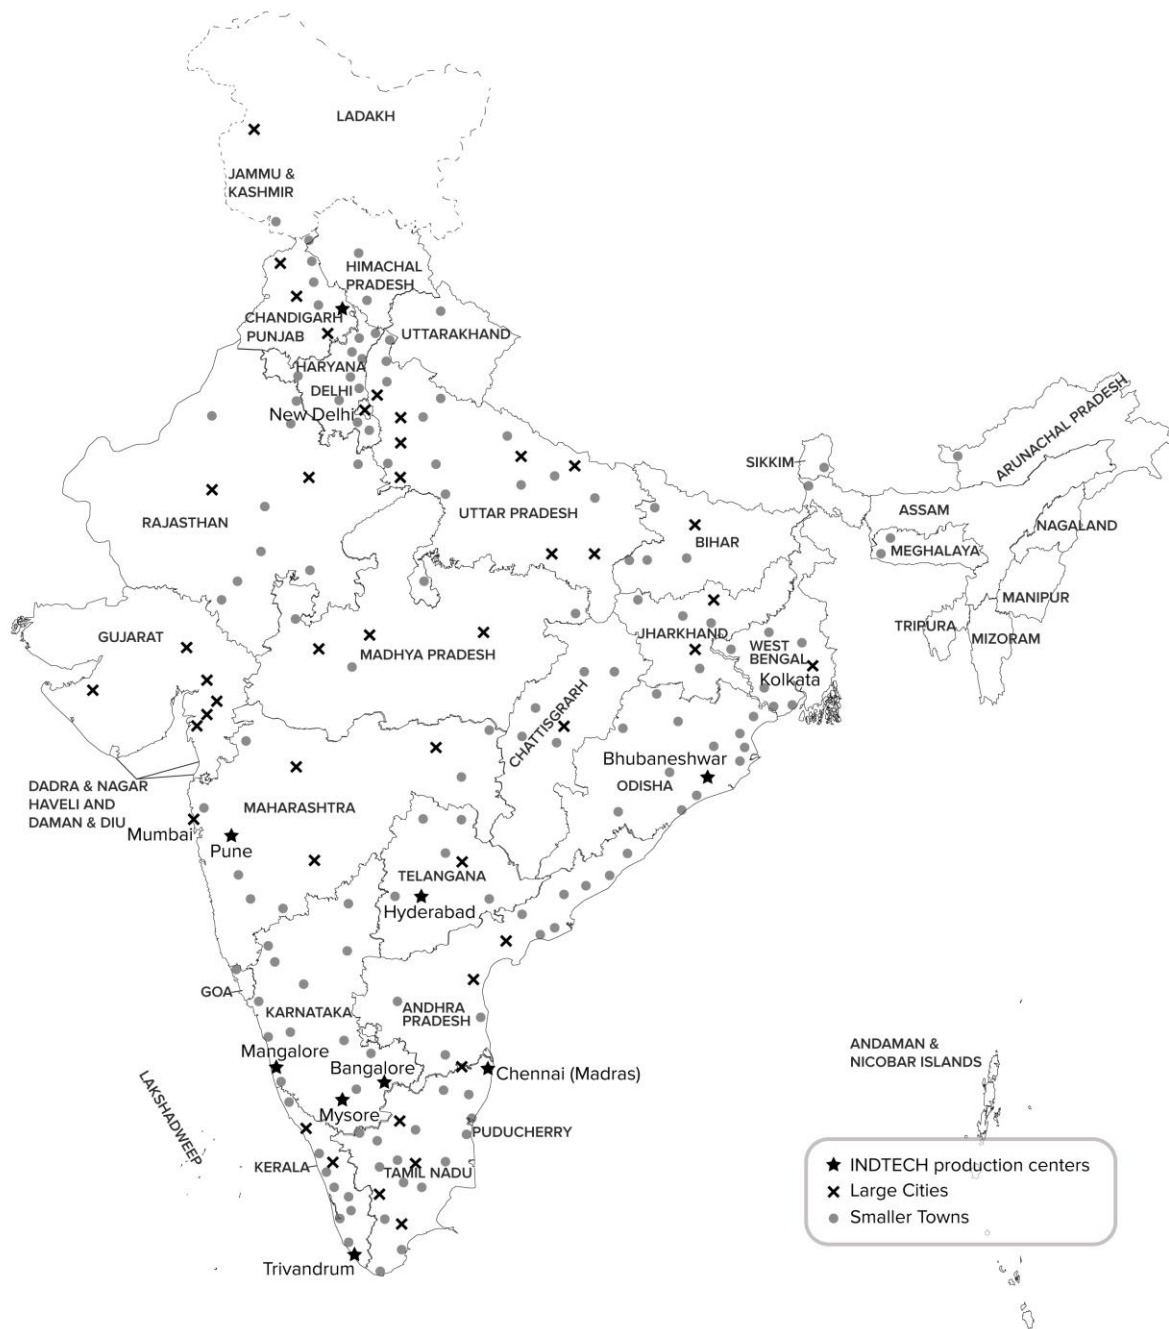 LADAKH
JAMMU &
KASHMIR
HIMACHAL
PRADESH
CHANDIGARH
PUNJAB
UTTARAKHAND
HARYANA
DELHI
New Delhi
ARUNACHAL PRADESH
SIKKIM
ASSAM
NAGALAND
MEGHALAYA
RAJASTHAN
UTTAR PRADESH
BIHAR
MANIPUR
TRIPURA
MIZORAM
GUJARAT
MADHYA PRADESH
JHARKHAND
WEST
BENGAL
Kolkata
CHATTISGRARH
Bhubaneshwar
ODISHA
DADRA & NAGAR
HAVELI AND
DAMAN & DIU
MAHARASHTRA
Mumbai
Pune
TELANGANA
Hyderabad
GOA
KARNATAKA
ANDHRA
PRADESH
Mangalore
Bangalore
Chennai (Madras)
Mysore
ANDAMAN &
NICOBAR ISLANDS
LAKSHADWEEP
PUDUCHERRY
KERALA
TAMIL NADU
Trivandrum
INDTECH production centers
Large Cities
Smaller Towns